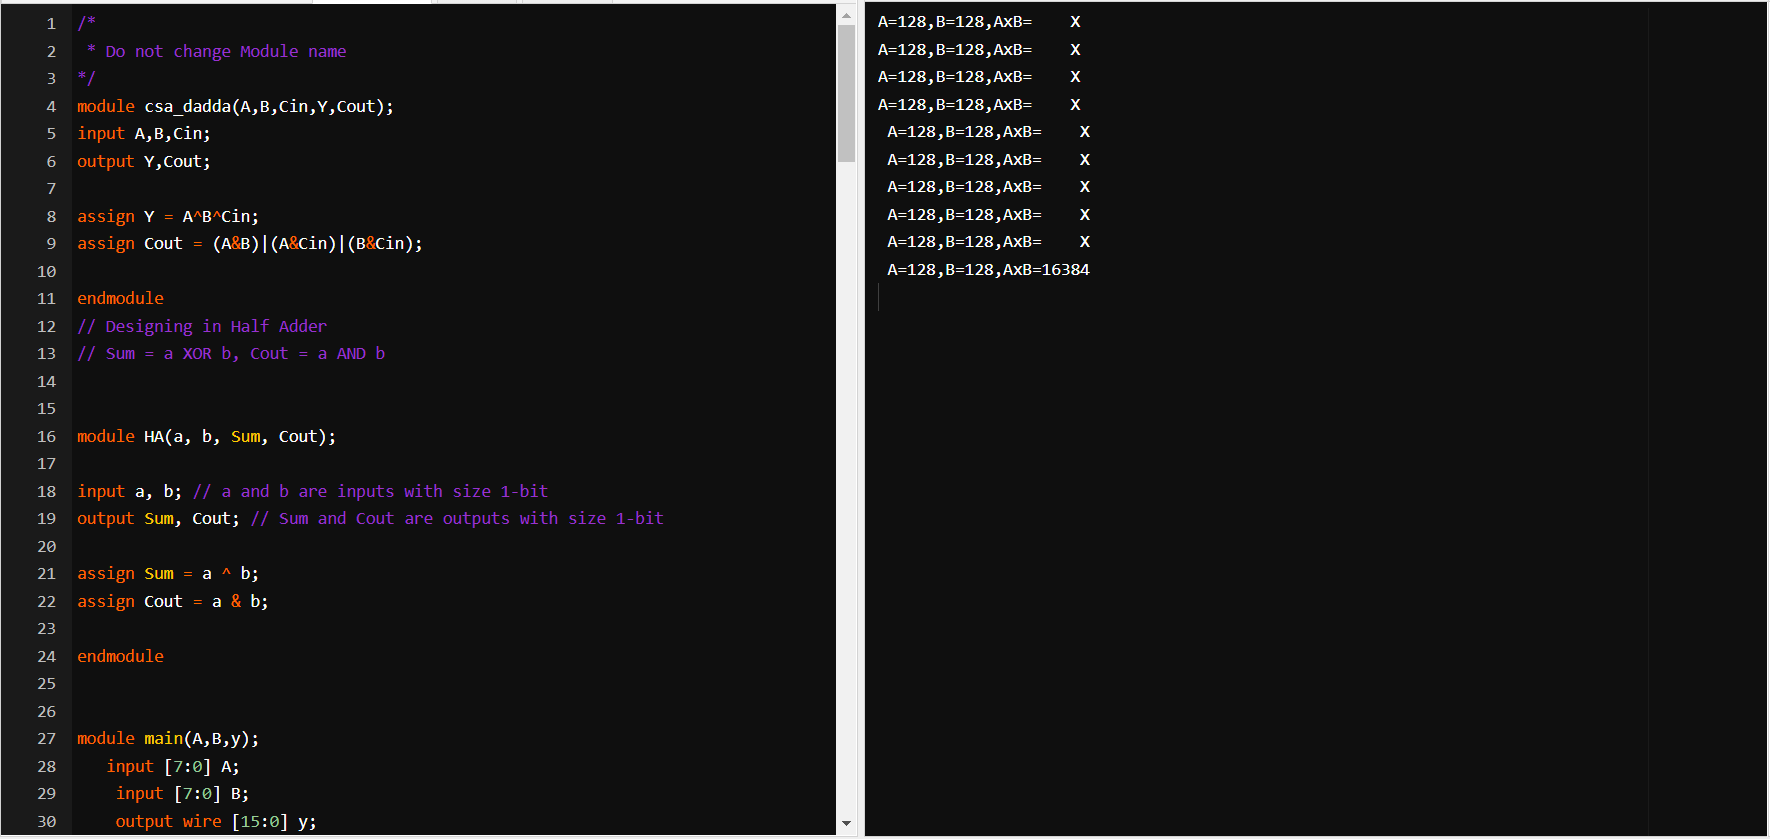 1 /*
2  * Do not change Module name
3 */
4 module csa_dadda(A,B,Cin,Y,Cout);
5 input A,B,Cin;
6 output Y,Cout;
7
8 assign Y = A^B^Cin;
9 assign Cout = (A&B)|(A&Cin)|(B&Cin);
10
11 endmodule
12 // Designing in Half Adder
13 // Sum = a XOR b, Cout = a AND b
14
15
16 module HA(a, b, Sum, Cout);
17
18 input a, b; // a and b are inputs with size 1-bit
19 output Sum, Cout; // Sum and Cout are outputs with size 1-bit
20
21 assign Sum = a ^ b;
22 assign Cout = a & b;
23
24 endmodule
25
26
27 module main(A,B,y);
28    input [7:0] A;
29     input [7:0] B;
30     output wire [15:0] y;
A=128,B=128,AxB=    X
A=128,B=128,AxB=    X
A=128,B=128,AxB=    X
A=128,B=128,AxB=    X
 A=128,B=128,AxB=    X
 A=128,B=128,AxB=    X
 A=128,B=128,AxB=    X
 A=128,B=128,AxB=    X
 A=128,B=128,AxB=    X
 A=128,B=128,AxB=16384